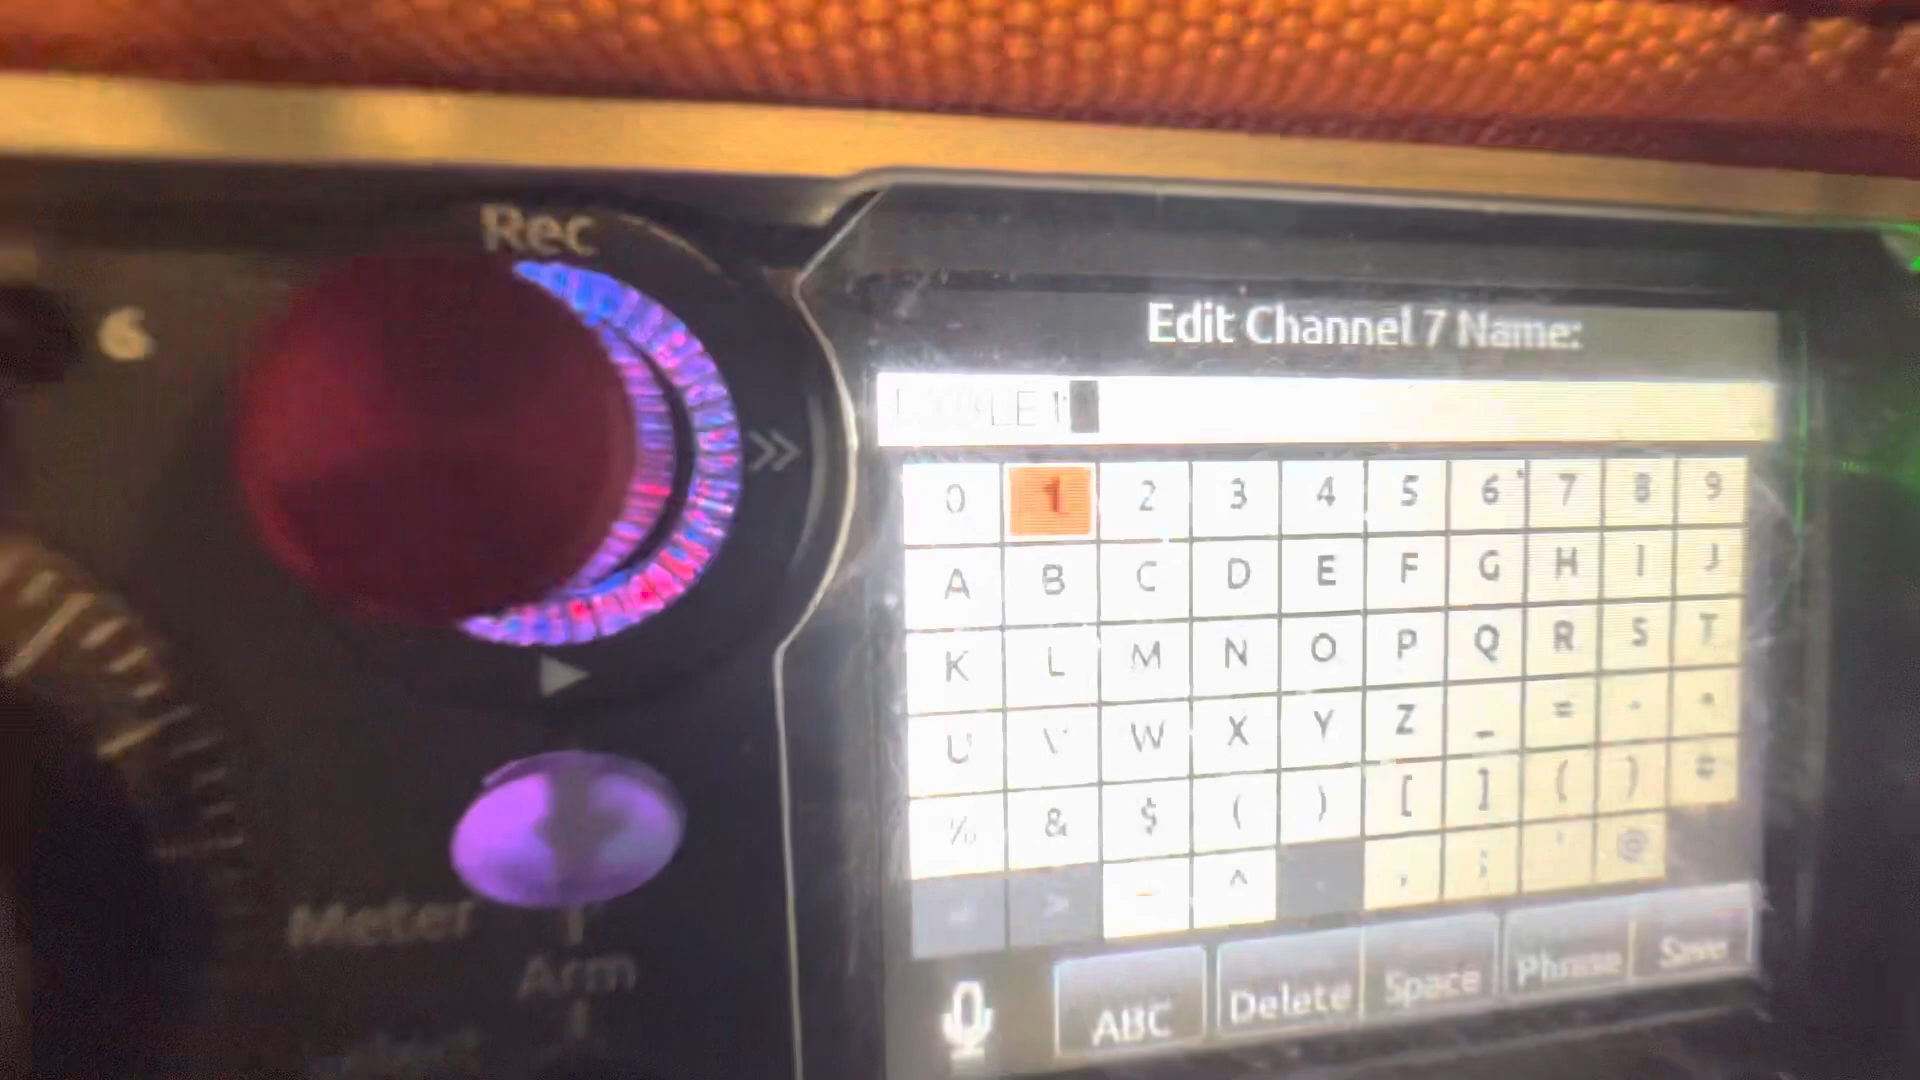 Rec
6
Edit Channel 7 Name:
0 1 2 3 4 5 6 7 8 9
A B C D E F G H I J
K L M N O P Q R S T
U V W X Y Z _ =
% & $ ( ) [ ]
^ , ; ' @
Meter
Arm
ABC Delete Space Phrase Save